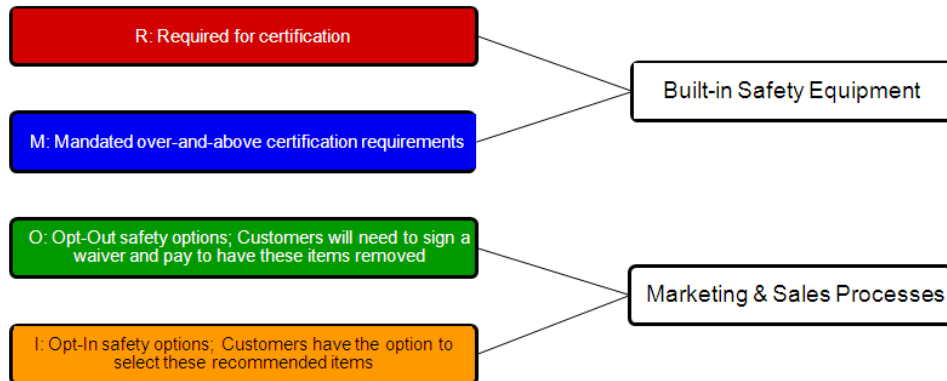 R: Required for certification
Built-in Safety Equipment
M: Mandated over-and-above certification requirements
O: Opt-Out safety options; Customers will need to sign a
waiver and pay to have these items removed
Marketing & Sales Processes
I: Opt-In safety options; Customers have the option to
select these recommended items